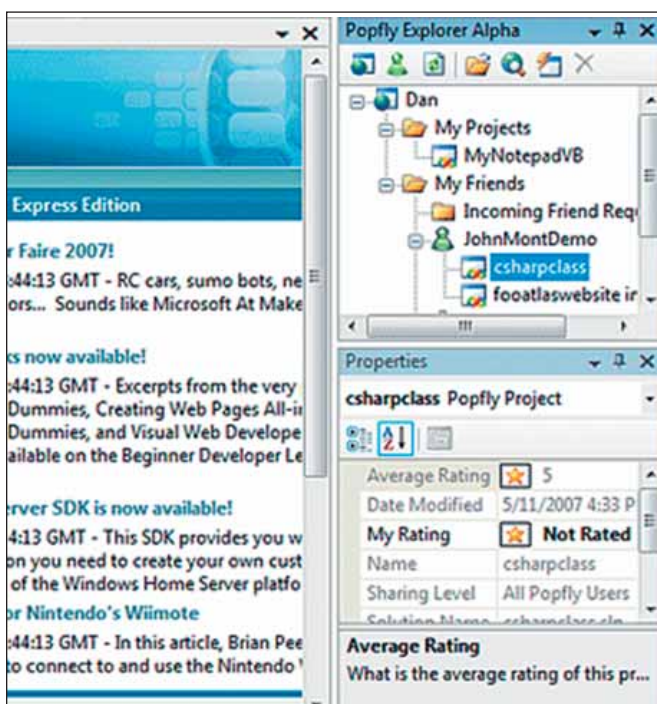 Express Edition
r Faire 2007!
:44:13 GMT - RC cars, sumo bots, ne
ors... Sounds like Microsoft At Make
ks now available!
:44:13 GMT - Excerpts from the very
Dummies, Creating Web Pages All-in
Dummies, and Visual Web Develope
ailable on the Beginner Developer Le
erver SDK is now available!
:4:13 GMT - This SDK provides you w
on you need to create your own cust
of the Windows Home Server platfo
or Nintendo's Wiimote
:44:13 GMT - In this article, Brian Pee
to connect to and use the Nintendo
Popfly Explorer Alpha
Dan
My Projects
MyNotepadVB
My Friends
Incoming Friend Requ
JohnMontDemo
csharpclass
fooatlaswebsite ir
Properties
csharpclass Popfly Project
Average Rating 5
Date Modified 5/11/2007 4:33 P
My Rating Not Rated
Name csharpclass
Sharing Level All Popfly Users
Solution Name csharpclass.sln
Average Rating
What is the average rating of this pr...